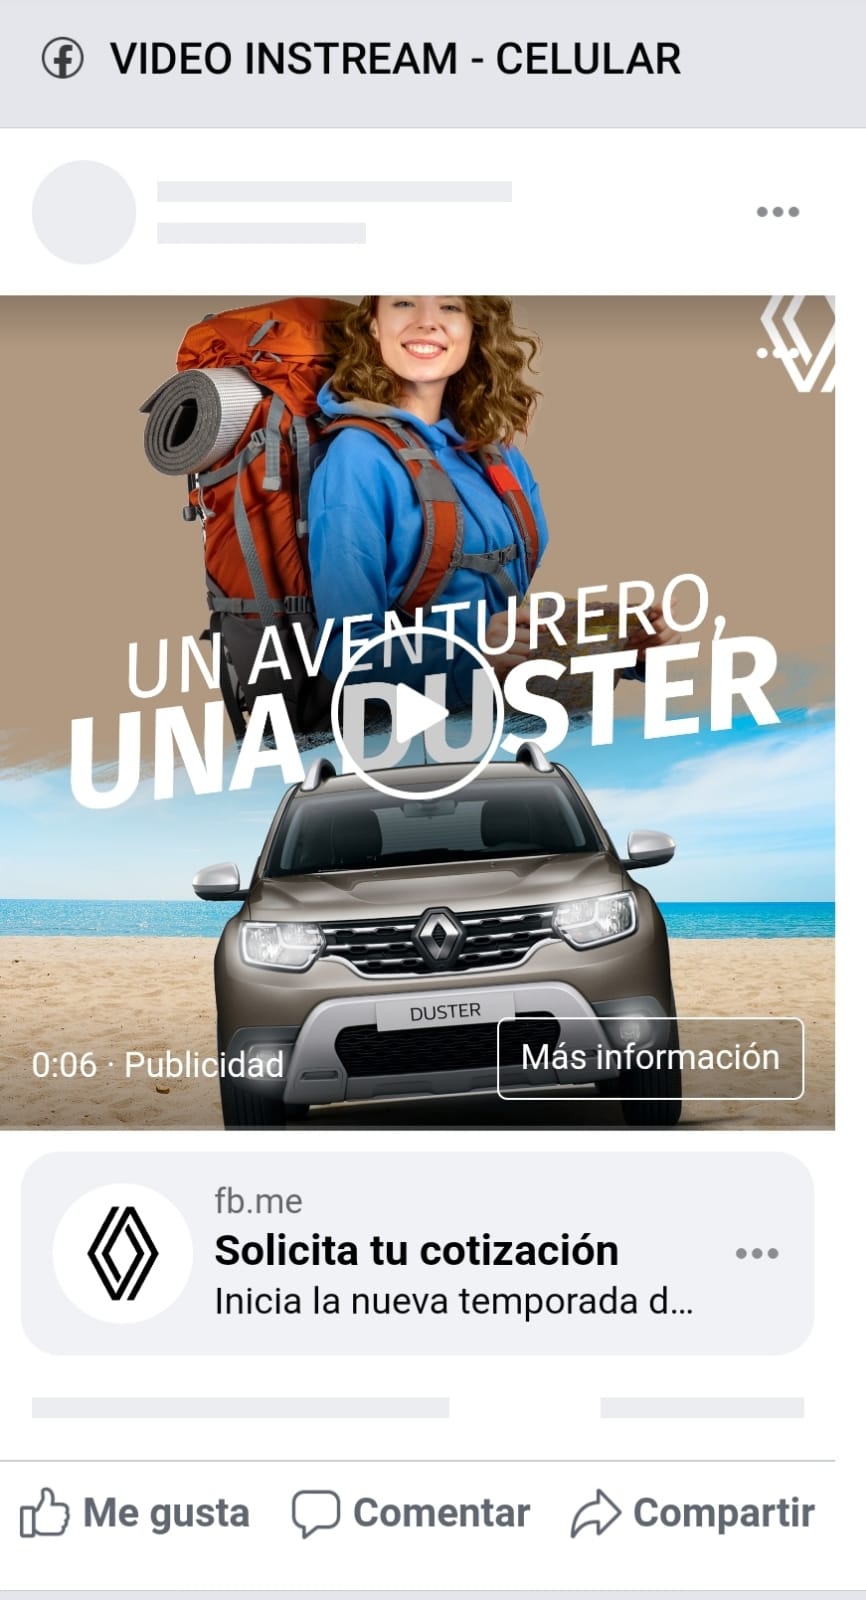 VIDEO INSTREAM - CELULAR
UN AVENTURERO,
UNA DUSTER
DUSTER
0:06 · Publicidad
Más información
fb.me
Solicita tu cotización
Inicia la nueva temporada d...
Me gusta
Comentar
Compartir